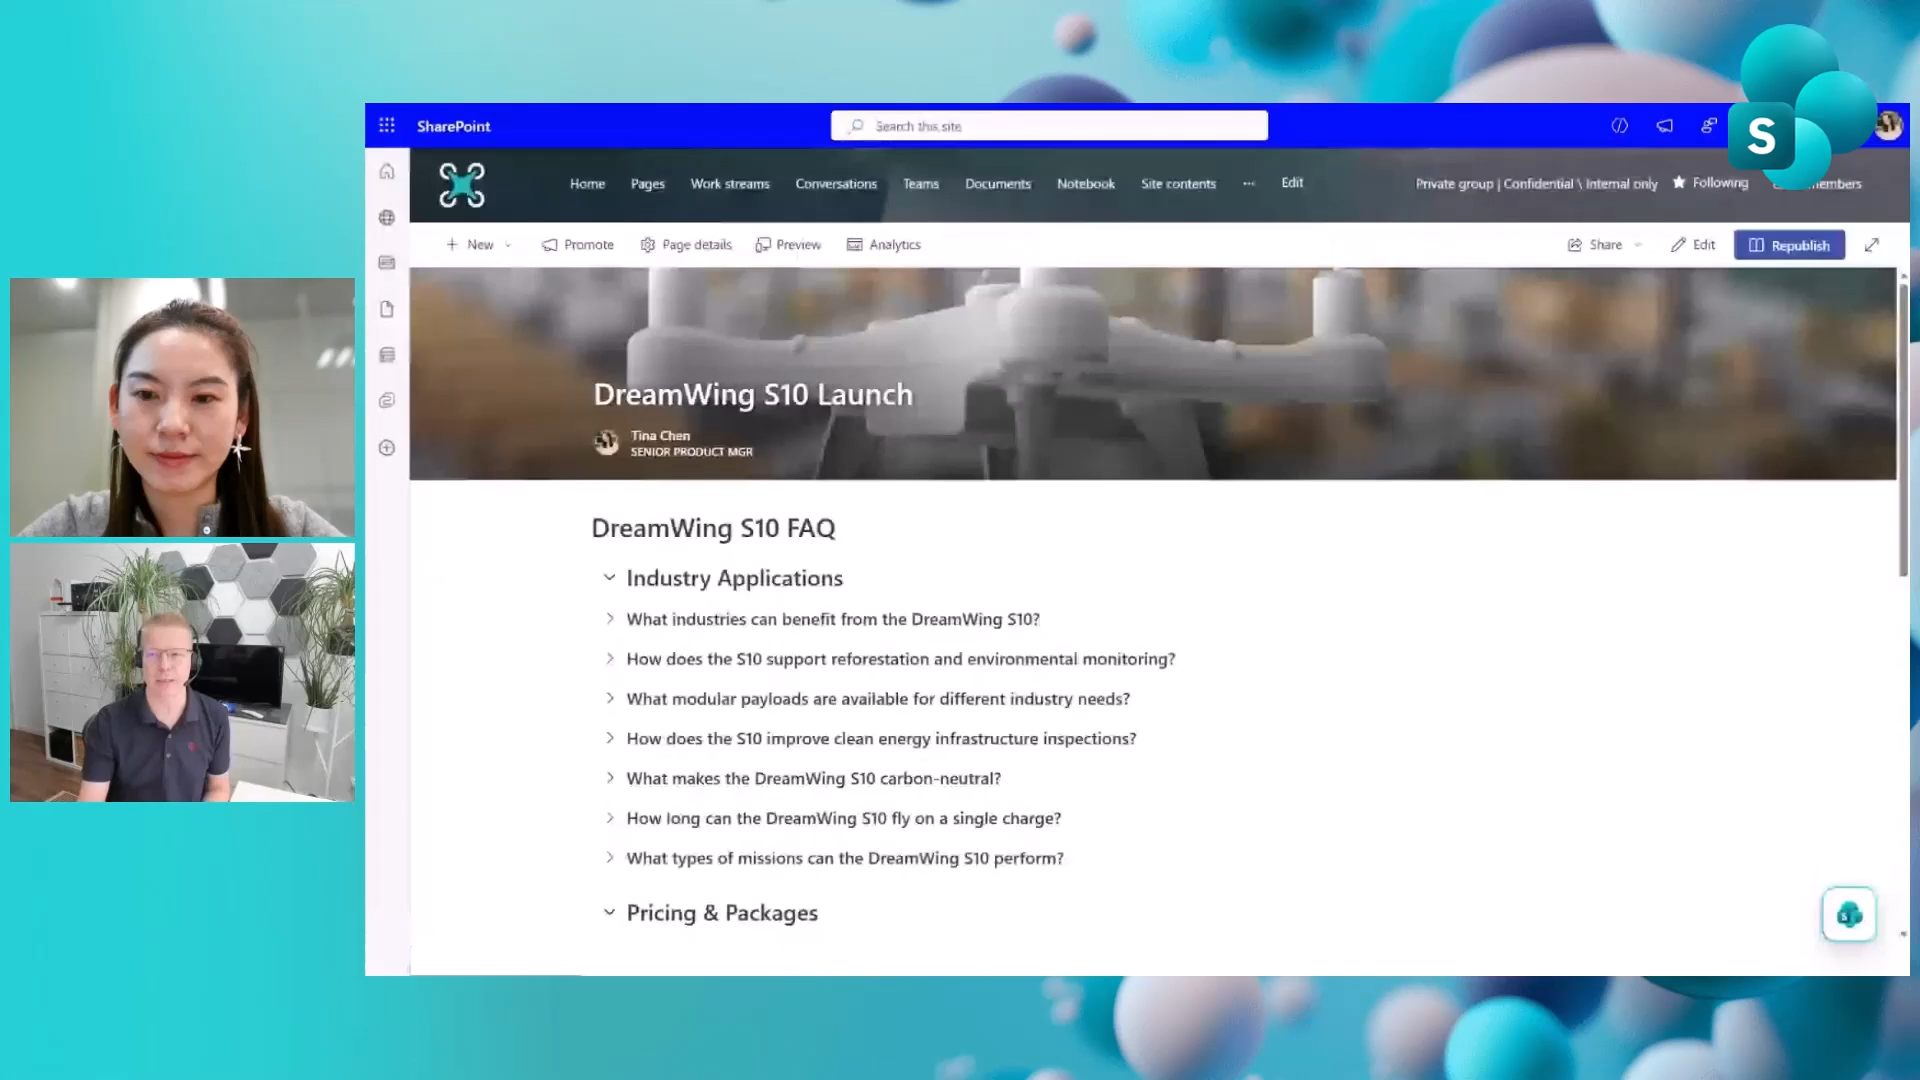 SharePoint
Search this site
S
Home Pages Work streams Conversations Teams Documents Notebook Site contents ... Edit
Private group | Confidential \ Internal only Following
New Promote Page details Preview Analytics
Share Edit Republish
DreamWing S10 Launch
Tina Chen
SENIOR PRODUCT MGR
DreamWing S10 FAQ
Industry Applications
What industries can benefit from the DreamWing S10?
How does the S10 support reforestation and environmental monitoring?
What modular payloads are available for different industry needs?
How does the S10 improve clean energy infrastructure inspections?
What makes the DreamWing S10 carbon-neutral?
How long can the DreamWing S10 fly on a single charge?
What types of missions can the DreamWing S10 perform?
Pricing & Packages
S